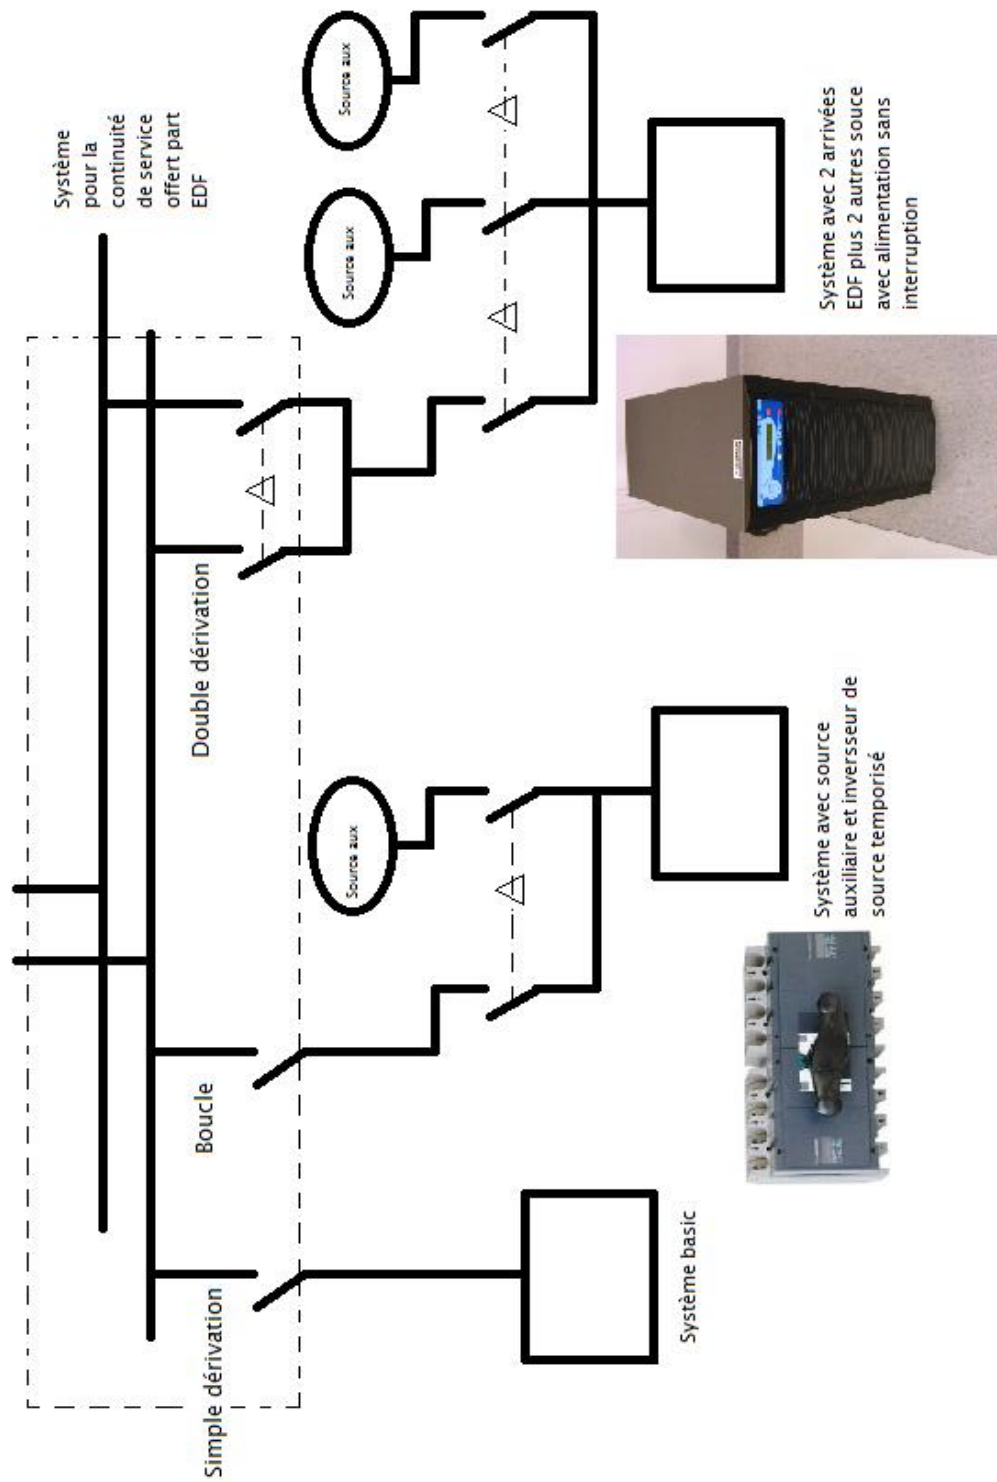 Système
pour la
continuité
de service
offert part
EDF
Simple dérivation
Boucle
Double dérivation
Source aux
Source aux
Source aux
Système basic
Système avec source
auxiliaire et inversseur de
source temporisé
Système avec 2 arrivées
EDF plus 2 autres souce
avec alimentation sans
interruption